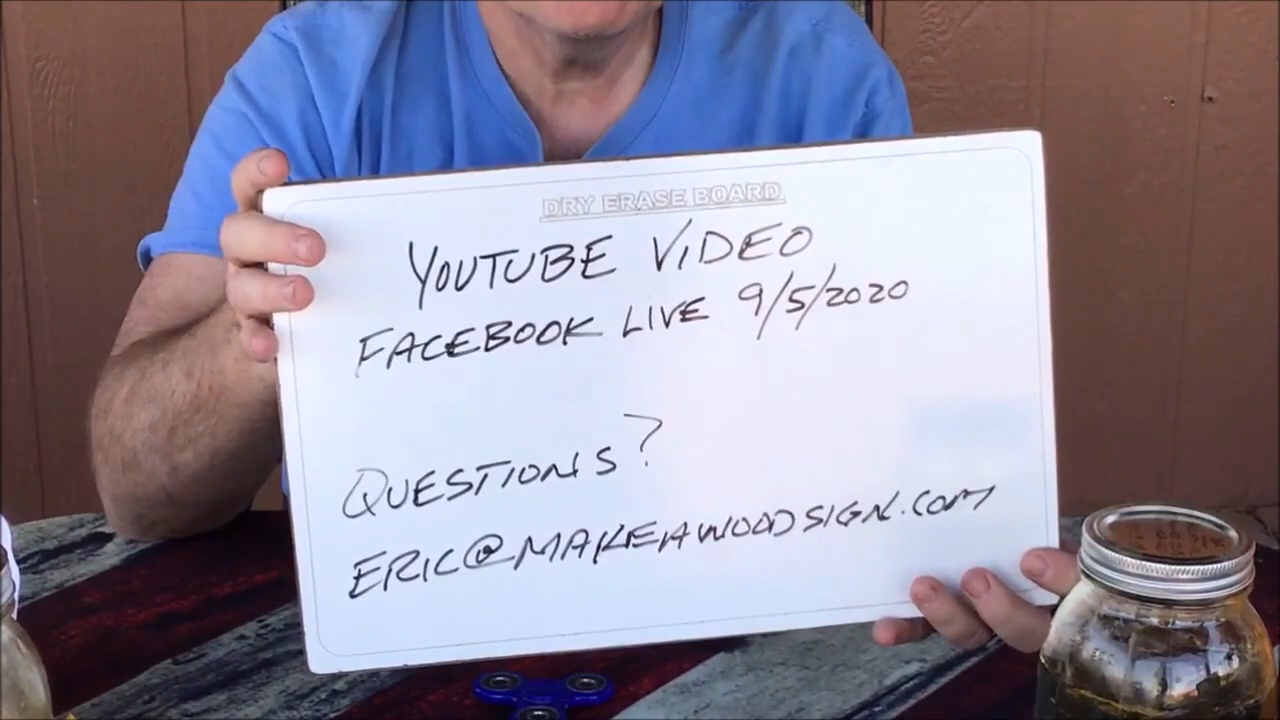 DRY ERASE BOARD
YOUTUBE VIDEO
FACEBOOK LIVE 9/5/2020
QUESTIONS?
ERIC@MAKEAWOODSIGN.COM